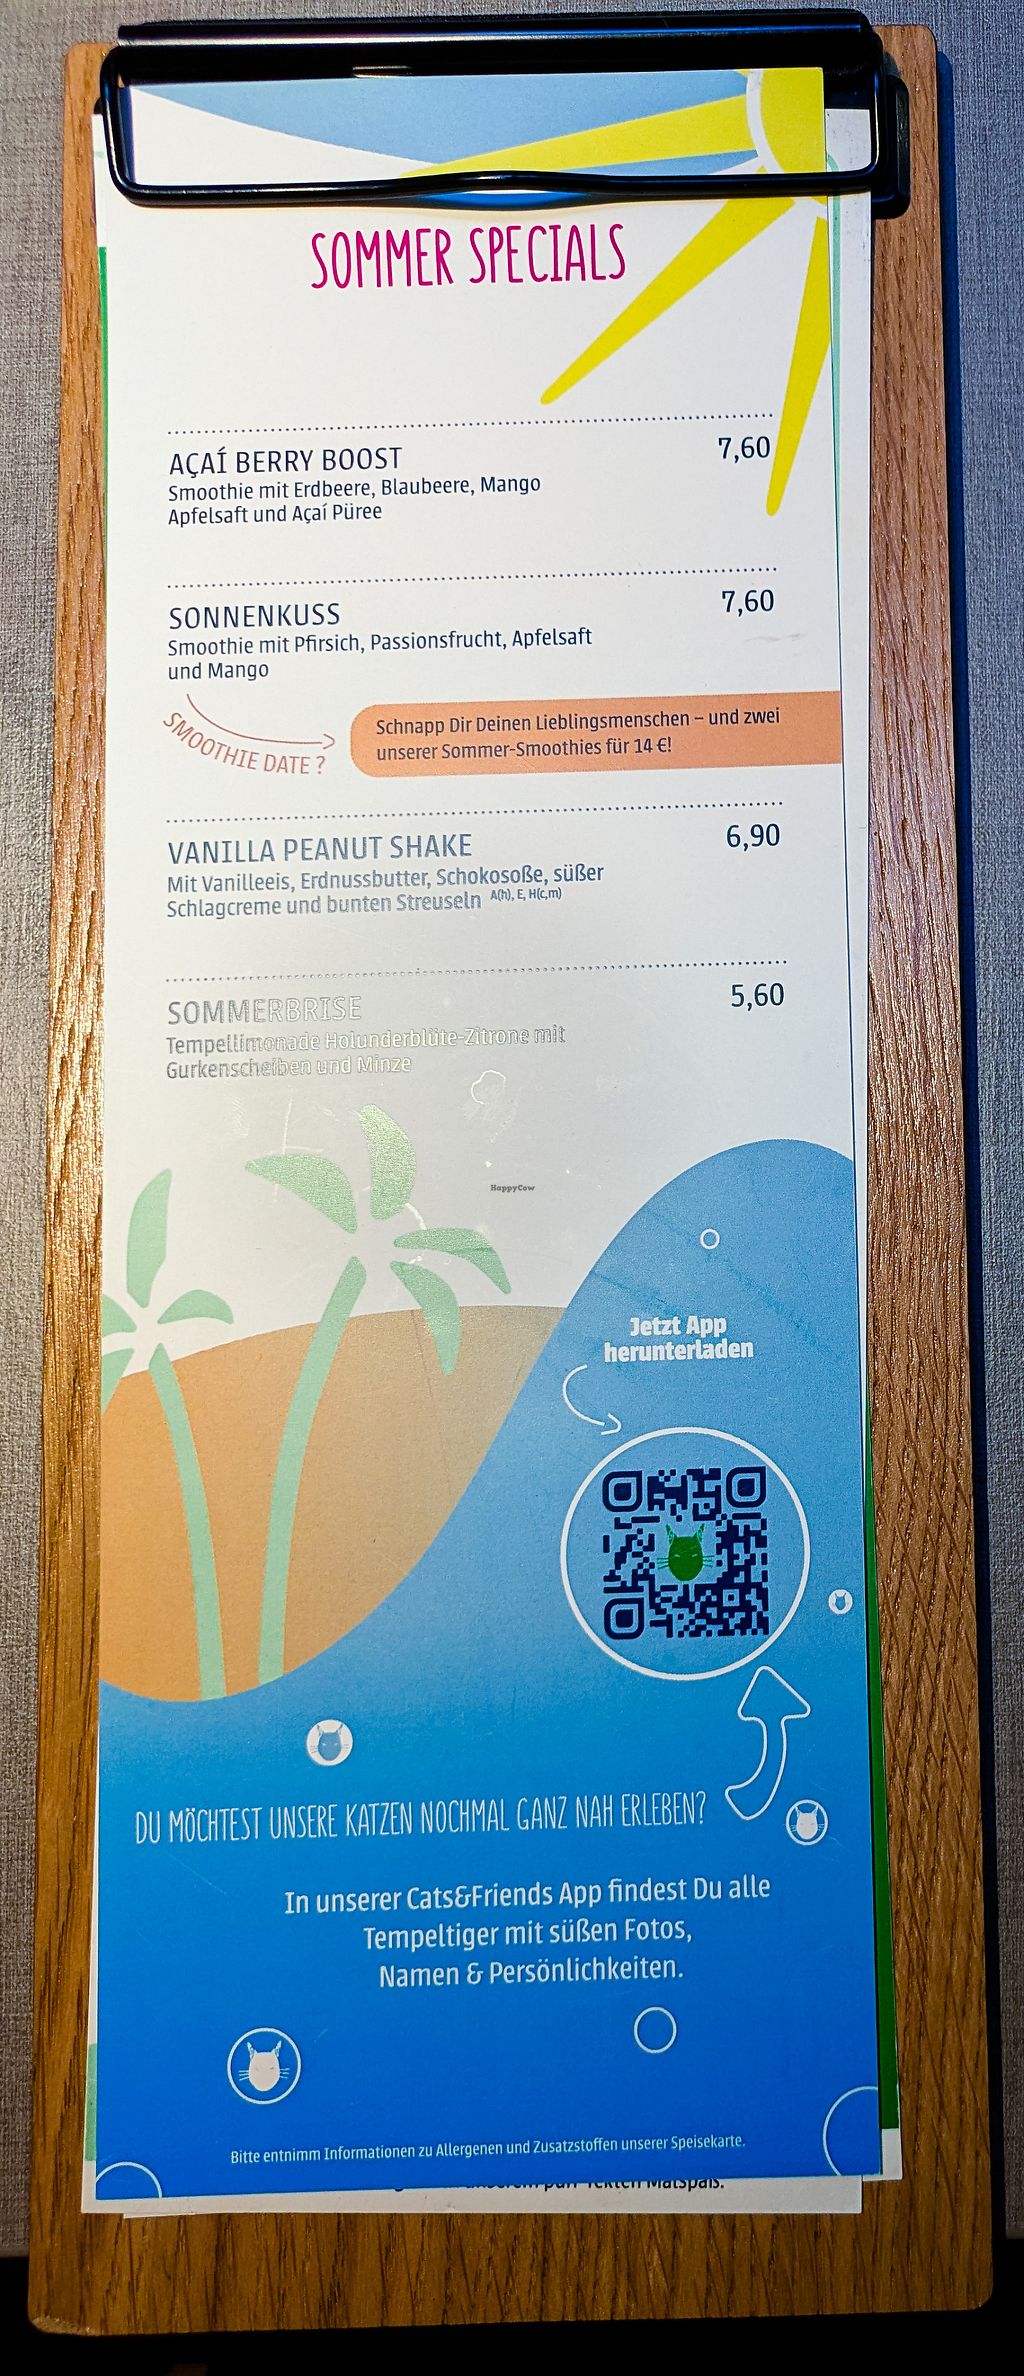 SOMMER SPECIALS
AÇAÍ BERRY BOOST 7,60
Smoothie mit Erdbeere, Blaubeere, Mango
Apfelsaft und Açaí Püree
SONNENKUSS 7,60
Smoothie mit Pfirsich, Passionsfrucht, Apfelsaft
und Mango
SMOOTHIE DATE ?
Schnapp Dir Deinen Lieblingsmenschen – und zwei
unserer Sommer-Smoothies für 14 €!
VANILLA PEANUT SHAKE 6,90
Mit Vanilleeis, Erdnussbutter, Schokosoße, süßer
Schlagcreme und bunten Streuseln A(h), E, H(c,m)
SOMMERBRISE 5,60
Tempellimonade Holunderblüte-Zitrone mit
Gurkenscheiben und Minze
HappyCow
Jetzt App
herunterladen
DU MÖCHTEST UNSERE KATZEN NOCHMAL GANZ NAH ERLEBEN?
In unserer Cats&Friends App findest Du alle
Tempeltiger mit süßen Fotos,
Namen & Persönlichkeiten.
Bitte entnimm Informationen zu Allergenen und Zusatzstoffen unserer Speisekarte.